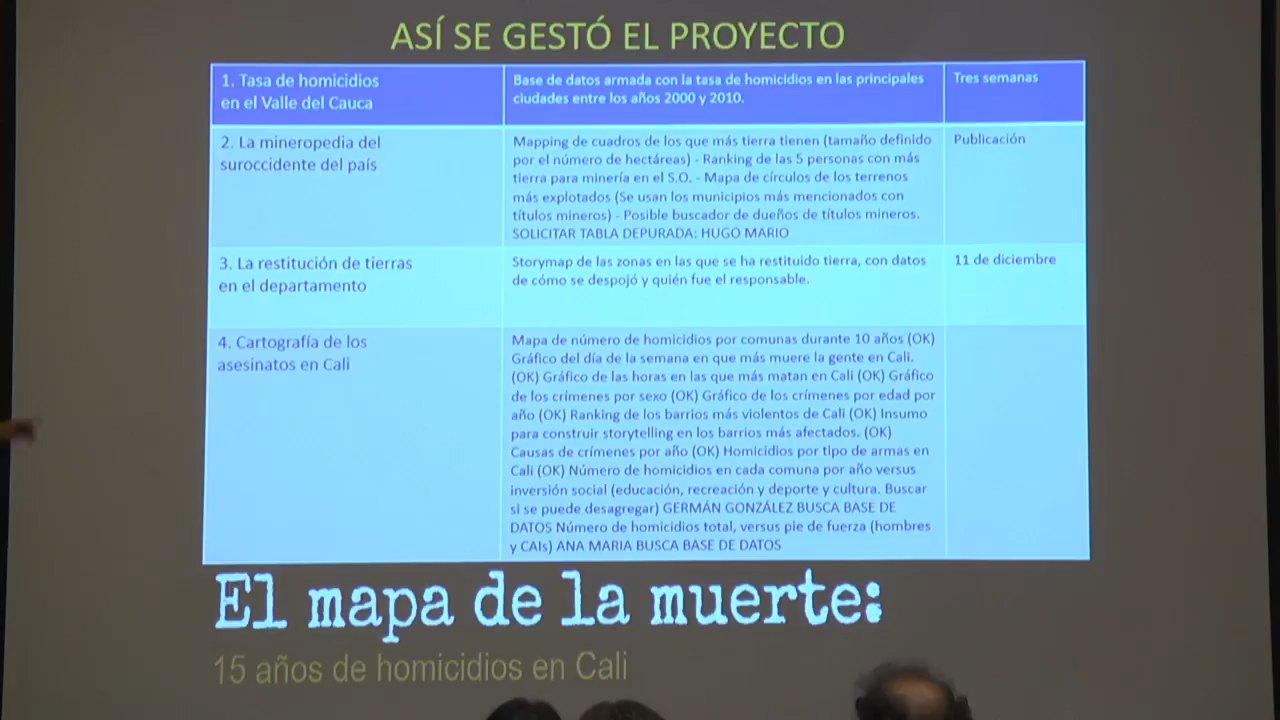 ASÍ SE GESTÓ EL PROYECTO
1. Tasa de homicidios
en el Valle del Cauca
Base de datos armada con la tasa de homicidios en las principales
ciudades entre los años 2000 y 2010.
Tres semanas
2. La mineropedia del
suroccidente del país
Mapping de cuadros de los que más tierra tienen (tamaño definido
por el número de hectáreas) - Ranking de las 5 personas con más
tierra para minería en el S.O. - Mapa de círculos de los terrenos
más explotados (Se usan los municipios más mencionados con
títulos mineros) - Posible buscador de dueños de títulos mineros.
SOLICITAR TABLA DEPURADA: HUGO MARIO
Publicación
3. La restitución de tierras
en el departamento
Storymap de las zonas en las que se ha restituido tierra, con datos
de cómo se despojó y quién fue el responsable.
11 de diciembre
4. Cartografía de los
asesinatos en Cali
Mapa de número de homicidios por comunas durante 10 años (OK)
Gráfico del día de la semana en que más muere la gente en Cali.
(OK) Gráfico de las horas en las que más matan en Cali (OK) Gráfico
de los crímenes por sexo (OK) Gráfico de los crímenes por edad por
año (OK) Ranking de los barrios más violentos de Cali (OK) Insumo
para construir storytelling en los barrios más afectados. (OK)
Causas de crímenes por año (OK) Homicidios por tipo de armas en
Cali (OK) Número de homicidios en cada comuna por año versus
inversión social (educación, recreación y deporte y cultura. Buscar
si se puede desagregar) GERMÁN GONZÁLEZ BUSCA BASE DE
DATOS Número de homicidios total, versus pie de fuerza (hombres
y CAIs) ANA MARIA BUSCA BASE DE DATOS
El mapa de la muerte:
15 años de homicidios en Cali